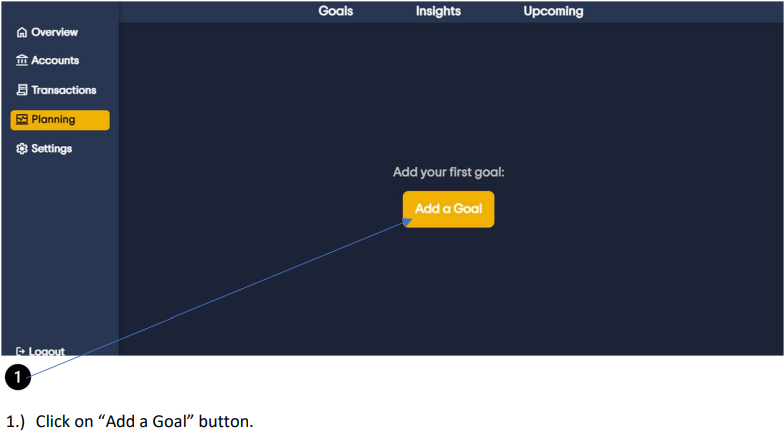 Goals Insights Upcoming
Overview
Accounts
Transactions
Planning
Settings
Add your first goal:
Add a Goal
Logout
1
1.) Click on “Add a Goal” button.